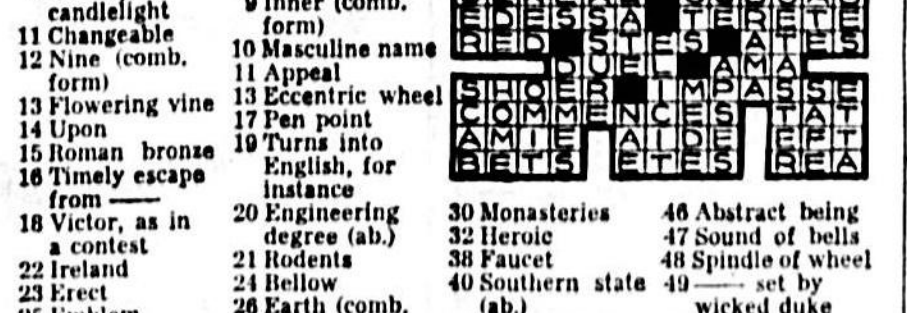 candlelight
11 Changeable
12 Nine (comb.
form)
13 Flowering vine
14 Upon
15 Roman bronze
16 Timely escape
from ——
18 Victor, as in
a contest
22 Ireland
23 Erect
9 Inner (comb.
form)
10 Masculine name
11 Appeal
13 Eccentric wheel
17 Pen point
19 Turns into
English, for
instance
20 Engineering
degree (ab.)
21 Rodents
24 Bellow
26 Earth (comb.
EDESSA TERETE
RED STES ATES
DUEL AMA
SHOER IMPASSE
COMMENCES TAT
AMIE AIDE EFT
BETS ETES REA
30 Monasteries
32 Heroic
38 Faucet
40 Southern state
(ab.)
46 Abstract being
47 Sound of bells
48 Spindle of wheel
49 —— set by
wicked duke